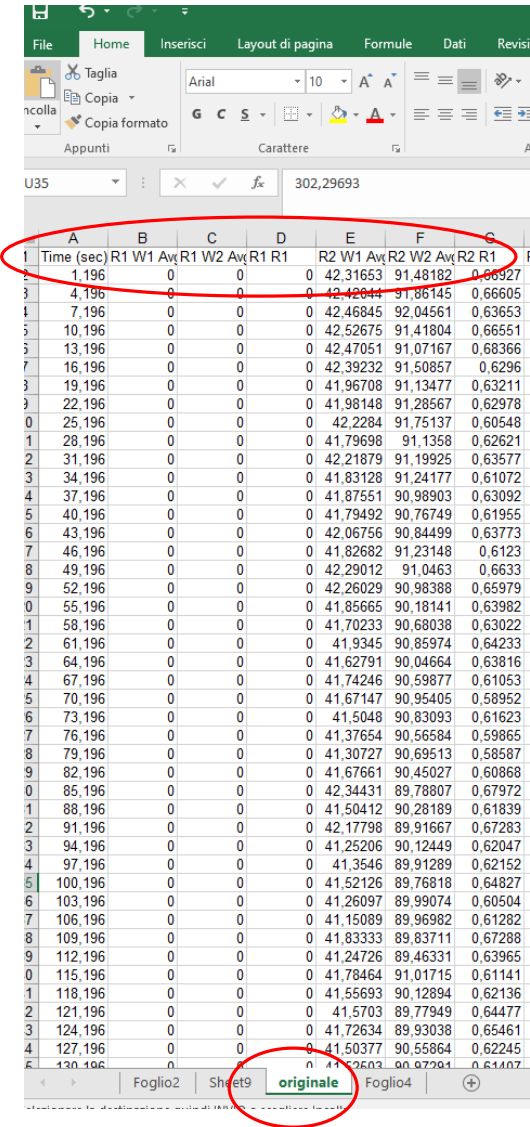 File Home Inserisci Layout di pagina Formule Dati Revisi
Taglia
Copia
Copia formato
Appunti
Arial 10 A A
G C S A
Carattere
U35 fx 302,29693
A B C D E F G
Time (sec) R1 W1 Avg R1 W2 Avg R1 R1 R2 W1 Avg R2 W2 Avg R2 R1
1,196 0 0 0 42,31653 91,48182 0,66927
4,196 0 0 0 42,42044 91,86145 0,66605
7,196 0 0 0 42,46845 92,04561 0,63653
10,196 0 0 0 42,52675 91,41804 0,66551
13,196 0 0 0 42,47051 91,07167 0,68366
16,196 0 0 0 42,39232 91,50857 0,6296
19,196 0 0 0 41,96708 91,13477 0,63211
22,196 0 0 0 41,98148 91,28567 0,62978
25,196 0 0 0 42,2284 91,75137 0,60548
28,196 0 0 0 41,79698 91,1358 0,62621
31,196 0 0 0 42,21879 91,19925 0,63577
34,196 0 0 0 41,83128 91,24177 0,61072
37,196 0 0 0 41,87551 90,98903 0,63092
40,196 0 0 0 41,79492 90,76749 0,61955
43,196 0 0 0 42,06756 90,84499 0,63773
46,196 0 0 0 41,82682 91,23148 0,6123
49,196 0 0 0 42,29012 91,0463 0,6633
52,196 0 0 0 42,26029 90,98388 0,65979
55,196 0 0 0 41,85665 90,18141 0,63982
58,196 0 0 0 41,70233 90,68038 0,63022
61,196 0 0 0 41,9345 90,85974 0,64233
64,196 0 0 0 41,62791 90,04664 0,63816
67,196 0 0 0 41,74246 90,59877 0,61053
70,196 0 0 0 41,67147 90,95405 0,58952
73,196 0 0 0 41,5048 90,83093 0,61623
76,196 0 0 0 41,37654 90,56584 0,59865
79,196 0 0 0 41,30727 90,69513 0,58587
82,196 0 0 0 41,67661 90,45027 0,60868
85,196 0 0 0 42,34431 89,78807 0,67972
88,196 0 0 0 41,50412 90,28189 0,61839
91,196 0 0 0 42,17798 89,91667 0,67283
94,196 0 0 0 41,25206 90,12449 0,62047
97,196 0 0 0 41,3546 89,91289 0,62152
100,196 0 0 0 41,52126 89,76818 0,64827
103,196 0 0 0 41,26097 89,99074 0,60504
106,196 0 0 0 41,15089 89,96982 0,61282
109,196 0 0 0 41,83333 89,83711 0,67288
112,196 0 0 0 41,24726 89,46331 0,63965
115,196 0 0 0 41,78464 91,01715 0,61141
118,196 0 0 0 41,55693 90,12894 0,62136
121,196 0 0 0 41,5703 89,77949 0,64477
124,196 0 0 0 41,72634 89,93038 0,65461
127,196 0 0 0 41,50377 90,55864 0,62245
130,196 0 0 0 41,52503 90,97291 0,61407
Foglio2 Sheet9 originale Foglio4